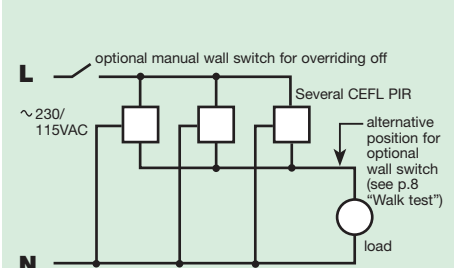 L
optional manual wall switch for overriding off
Several CEFL PIR
~230/
115VAC
alternative
position for
optional
wall switch
(see p.8
"Walk test")
load
N